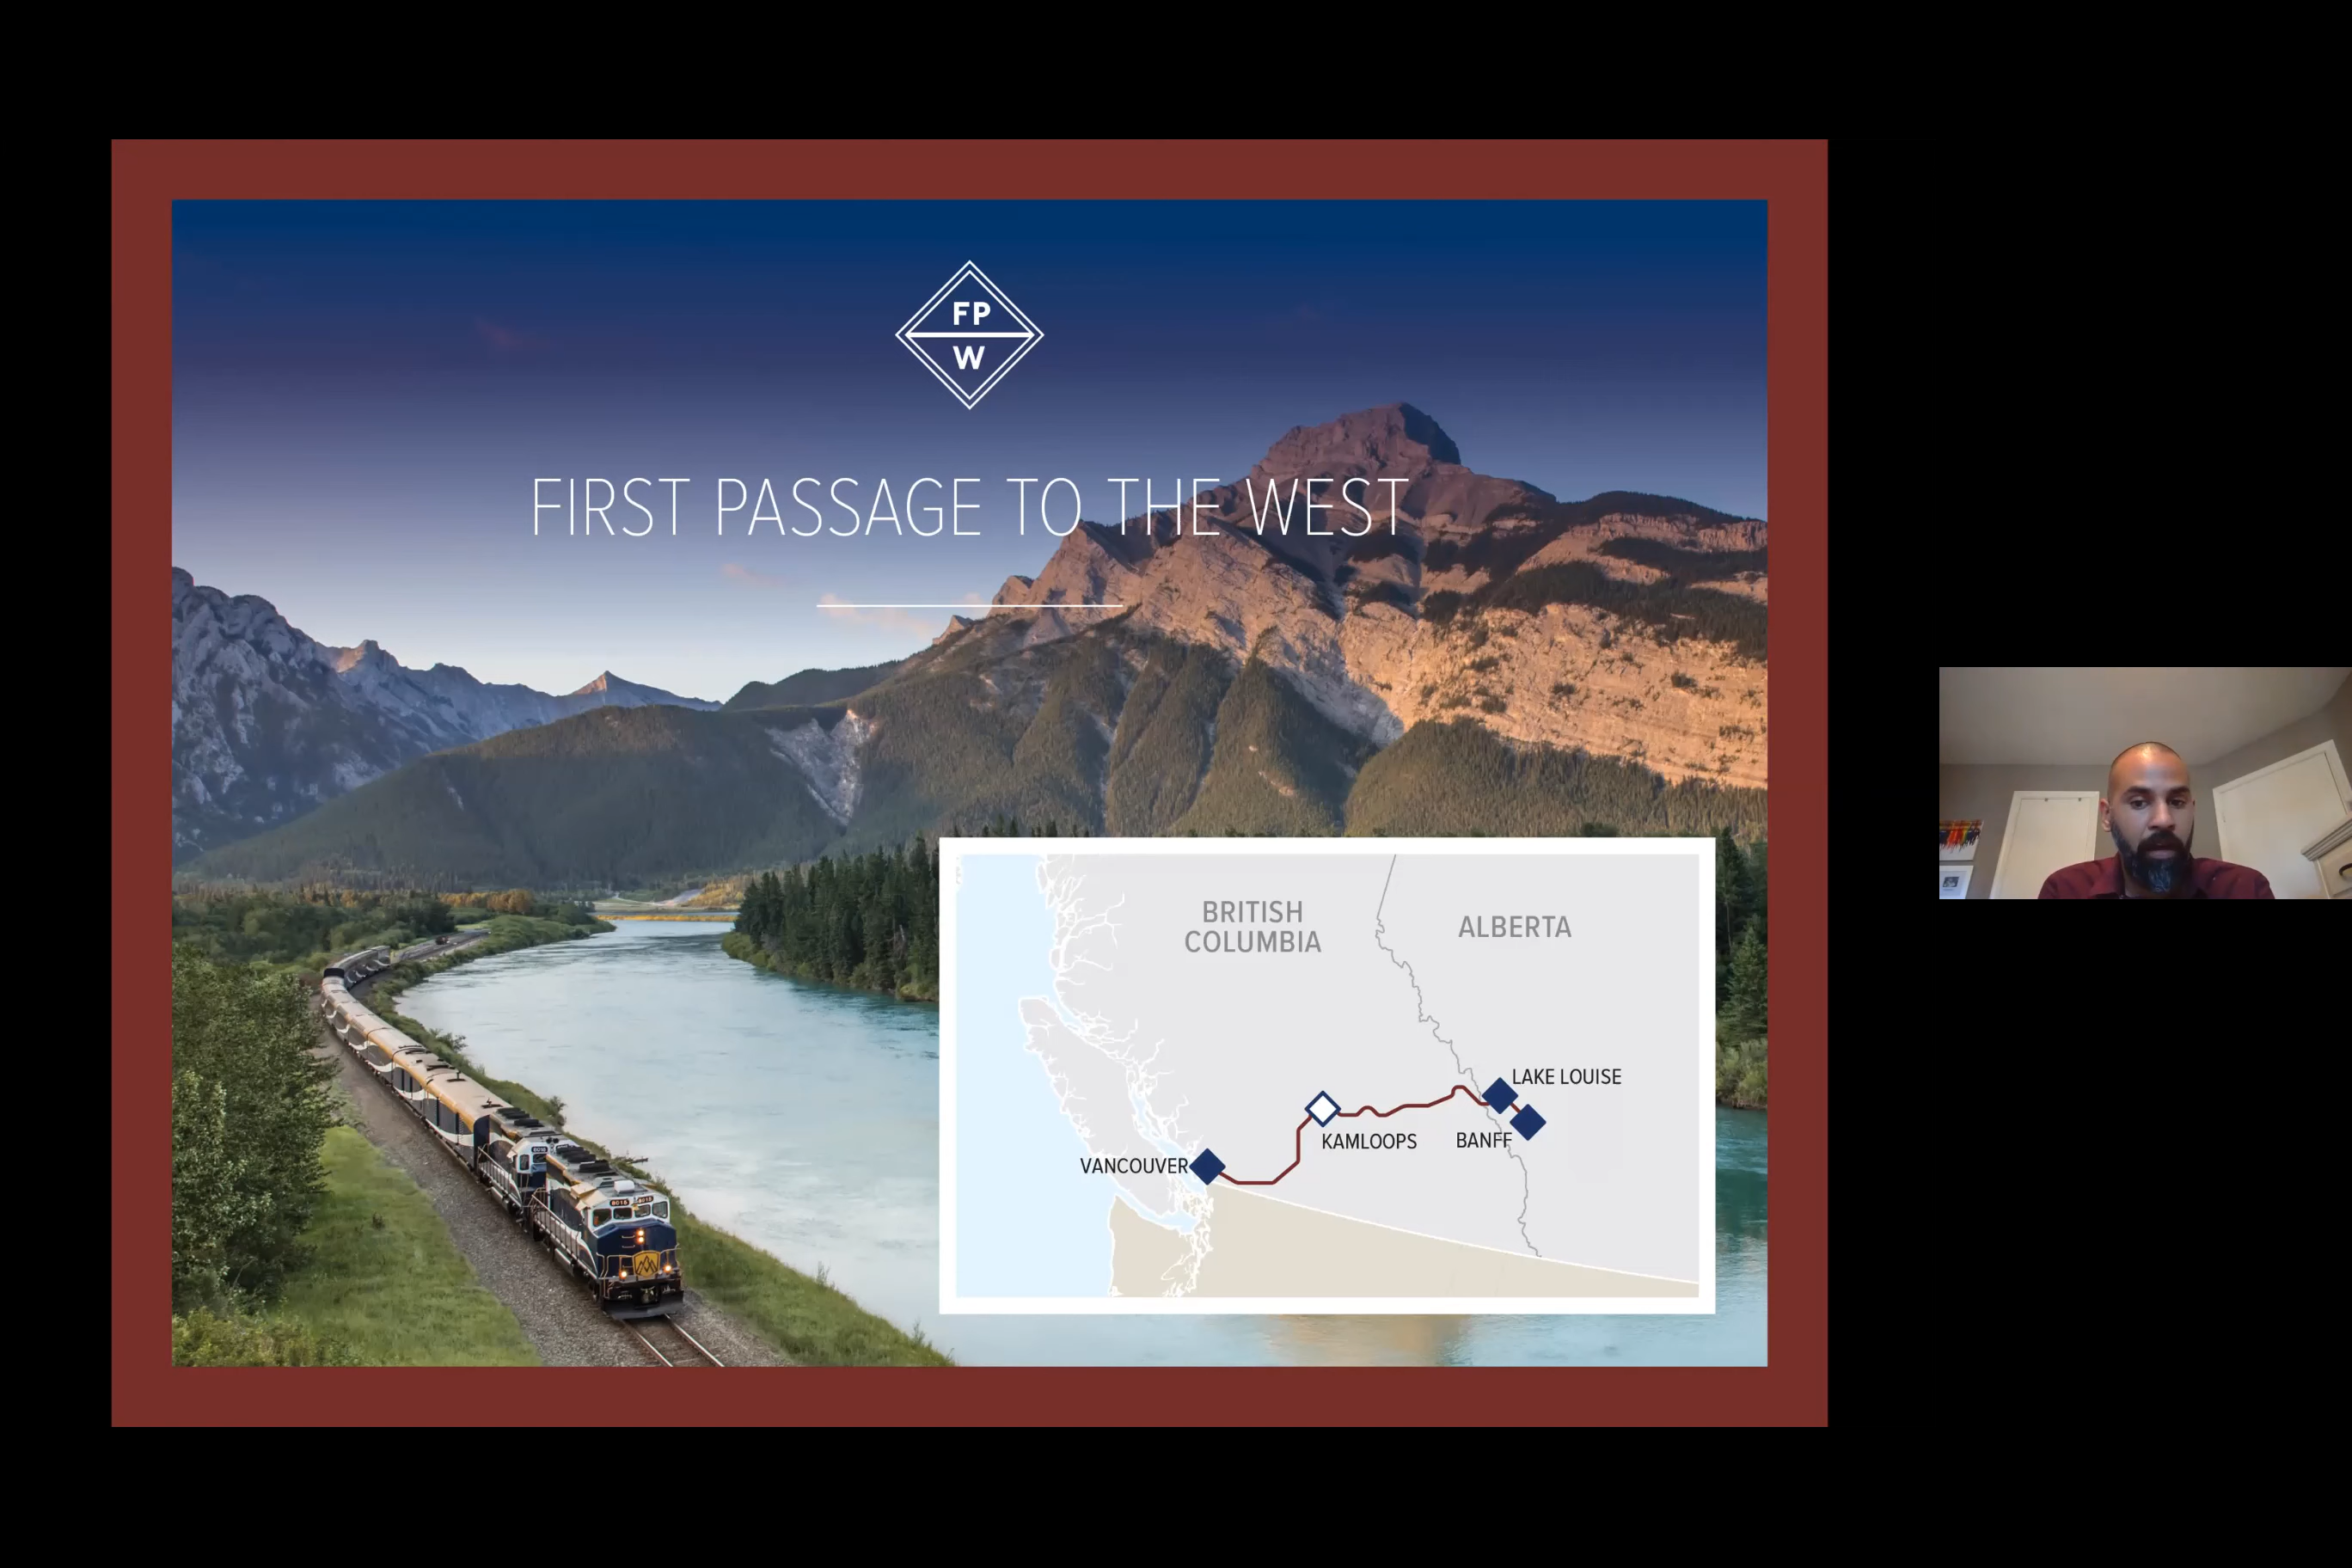 FP
W
FIRST PASSAGE TO THE WEST
BRITISH
COLUMBIA
ALBERTA
LAKE LOUISE
KAMLOOPS
BANFF
VANCOUVER